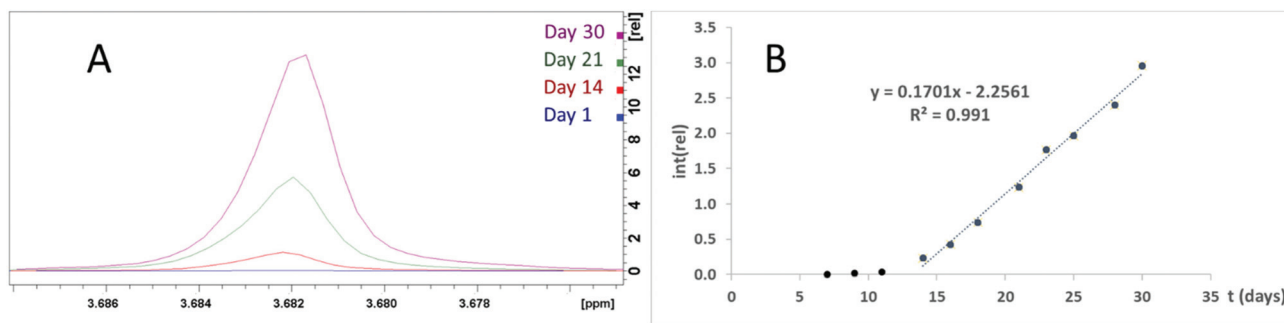 A
Day 30
Day 21
Day 14
Day 1
[rel]
12
10
8
6
4
2
0
3.686
3.684
3.682
3.680
3.678
[ppm]
B
int(rel)
3.5
3.0
2.5
2.0
1.5
1.0
0.5
0.0
y = 0.1701x - 2.2561
R² = 0.991
0
5
10
15
20
25
30
35
t (days)